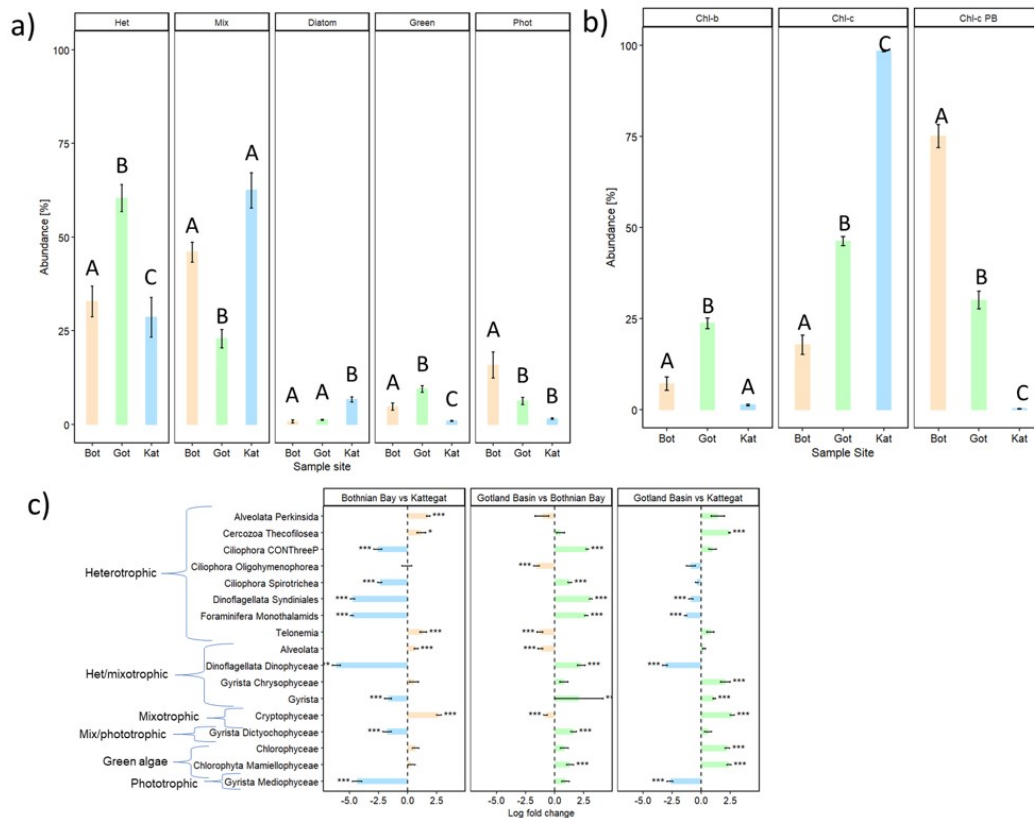 a)
Het Mix Diatom Green Phot
100
75
50
25
0
Abundance [%]
A B C
A B A
A A B
A B C
A B B
Bot Got Kat Bot Got Kat Bot Got Kat Bot Got Kat Bot Got Kat
Sample site
b)
Chl-b Chl-c Chl-c PB
100
75
50
25
0
Abundance [%]
A B A
A B C
A B C
Bot Got Kat Bot Got Kat Bot Got Kat
Sample Site
c)
Bothnian Bay vs Kattegat Gotland Basin vs Bothnian Bay Gotland Basin vs Kattegat
Heterotrophic
Het/mixotrophic
Mixotrophic
Mix/phototrophic
Green algae
Phototrophic
Alveolata Perkinsida ***
Cercozoa Thecofilosea * ***
Ciliophora CONThreeP *** ***
Ciliophora Oligohymenophorea ***
Ciliophora Spirotrichea *** ***
Dinoflagellata Syndiniales *** *** ***
Foraminifera Monothalamids *** *** ***
Telonemia *** ***
Alveolata *** ***
Dinoflagellata Dinophyceae ** *** ***
Gyrista Chrysophyceae ***
Gyrista *** ** ***
Cryptophyceae *** *** ***
Gyrista Dictyochophyceae *** ***
Chlorophyceae ***
Chlorophyta Mamiellophyceae *** ***
Gyrista Mediophyceae *** ***
-5.0 -2.5 0.0 2.5 5.0 -5.0 -2.5 0.0 2.5 5.0 -5.0 -2.5 0.0 2.5 5.0
Log fold change